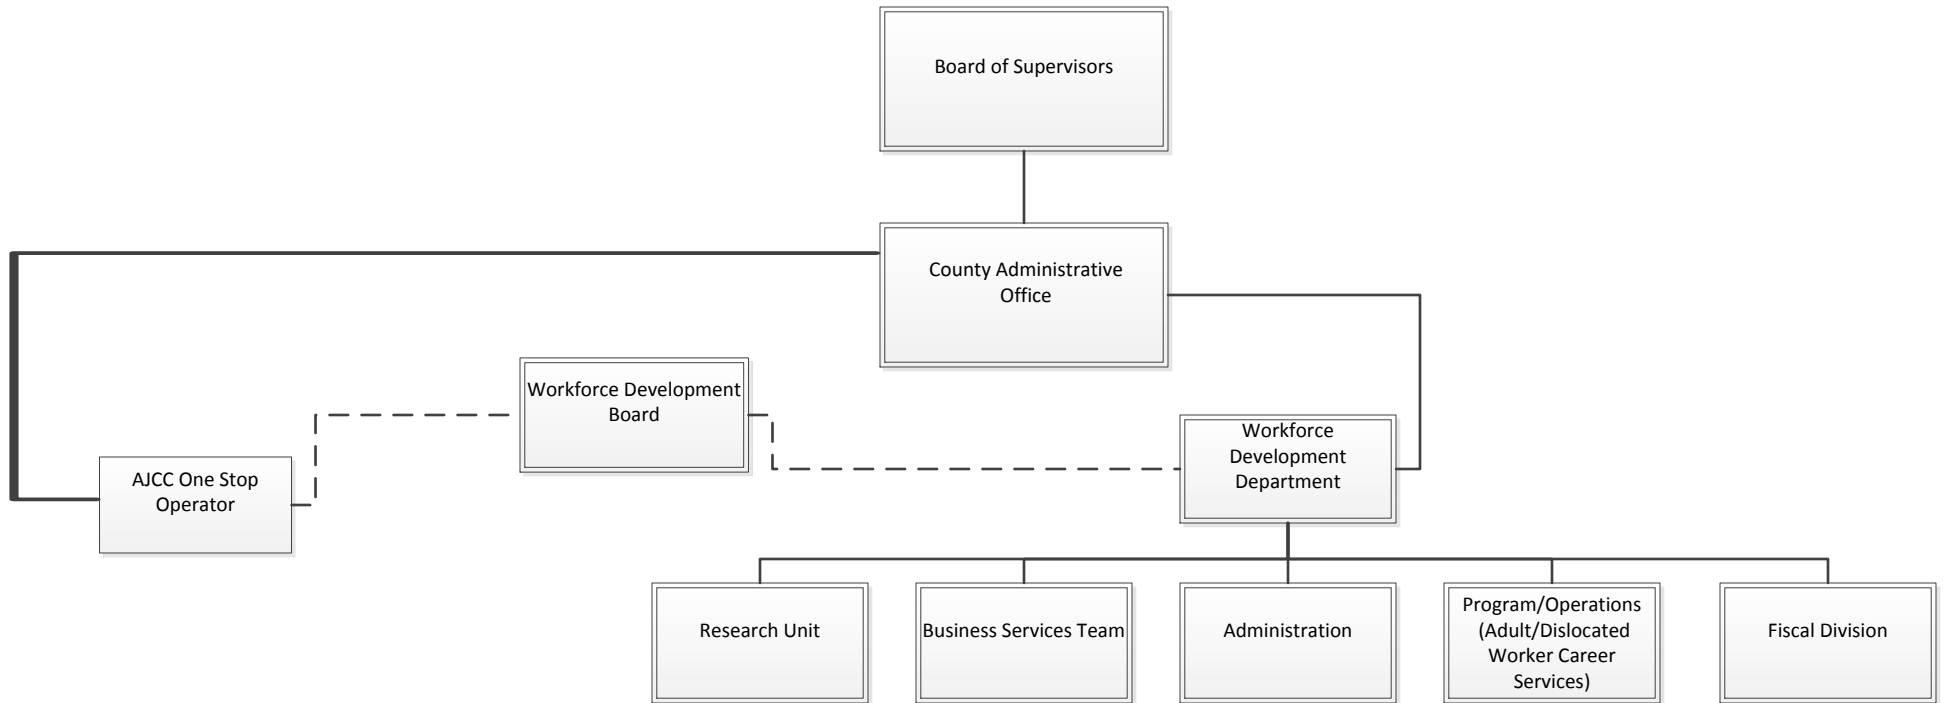 Board of Supervisors
County Administrative
Office
Workforce Development
Board
Workforce
Development
Department
AJCC One Stop
Operator
Research Unit
Business Services Team
Administration
Program/Operations
(Adult/Dislocated
Worker Career
Services)
Fiscal Division